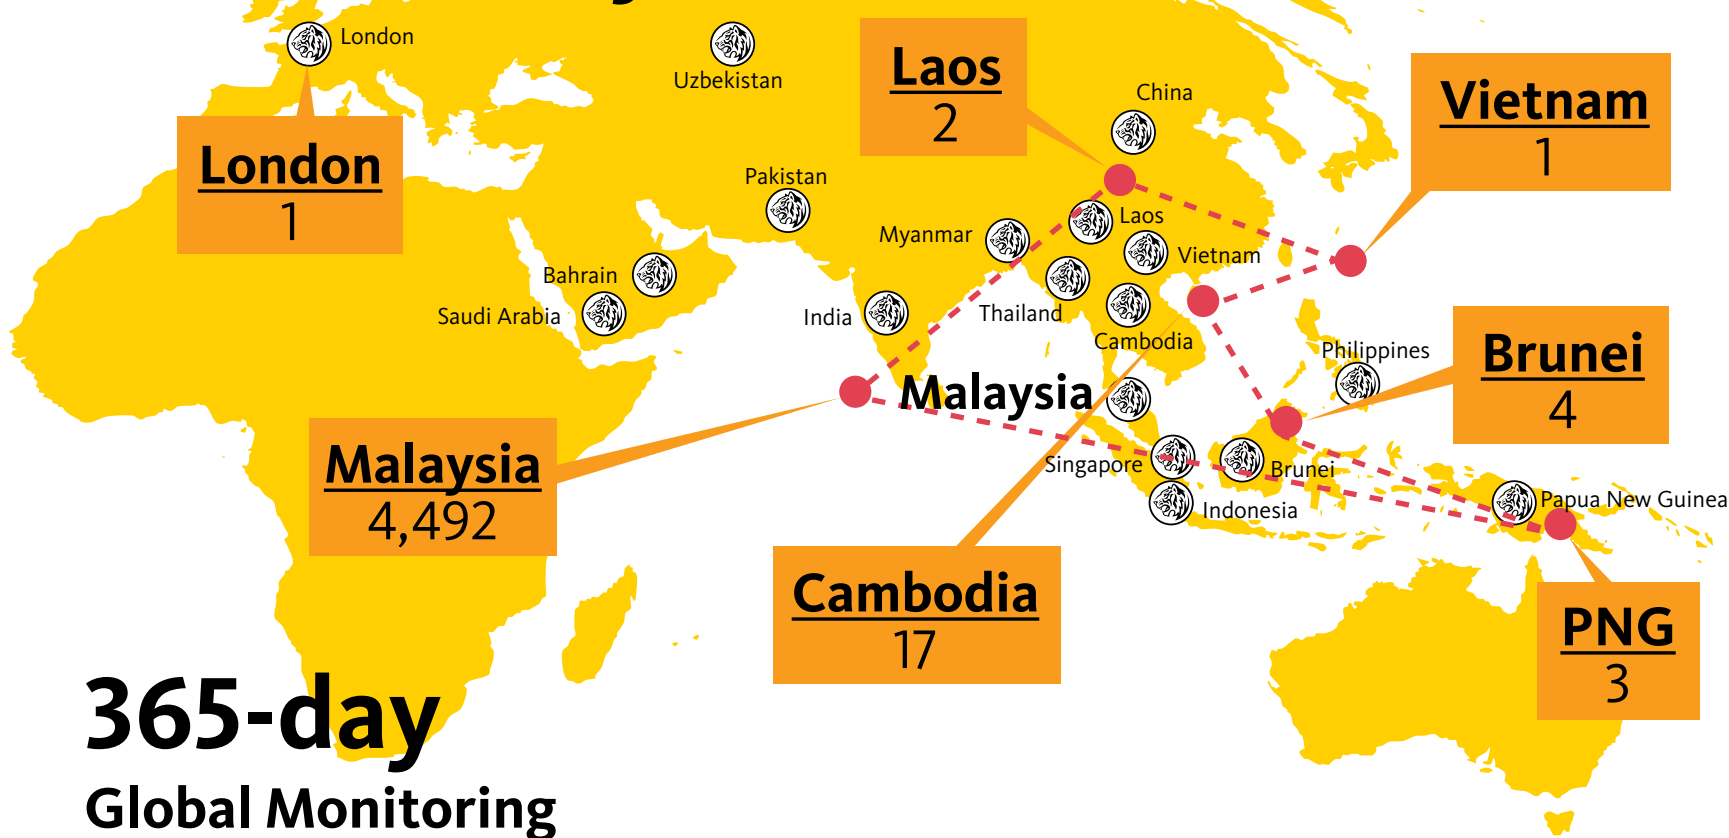 London
Uzbekistan
Laos
2
China
Vietnam
1
London
1
Pakistan
Laos
Myanmar
Vietnam
Bahrain
Saudi Arabia
India
Thailand
Cambodia
Philippines
Brunei
4
Malaysia
Malaysia
4,492
Singapore
Brunei
Indonesia
Papua New Guinea
Cambodia
17
PNG
3
365-day
Global Monitoring